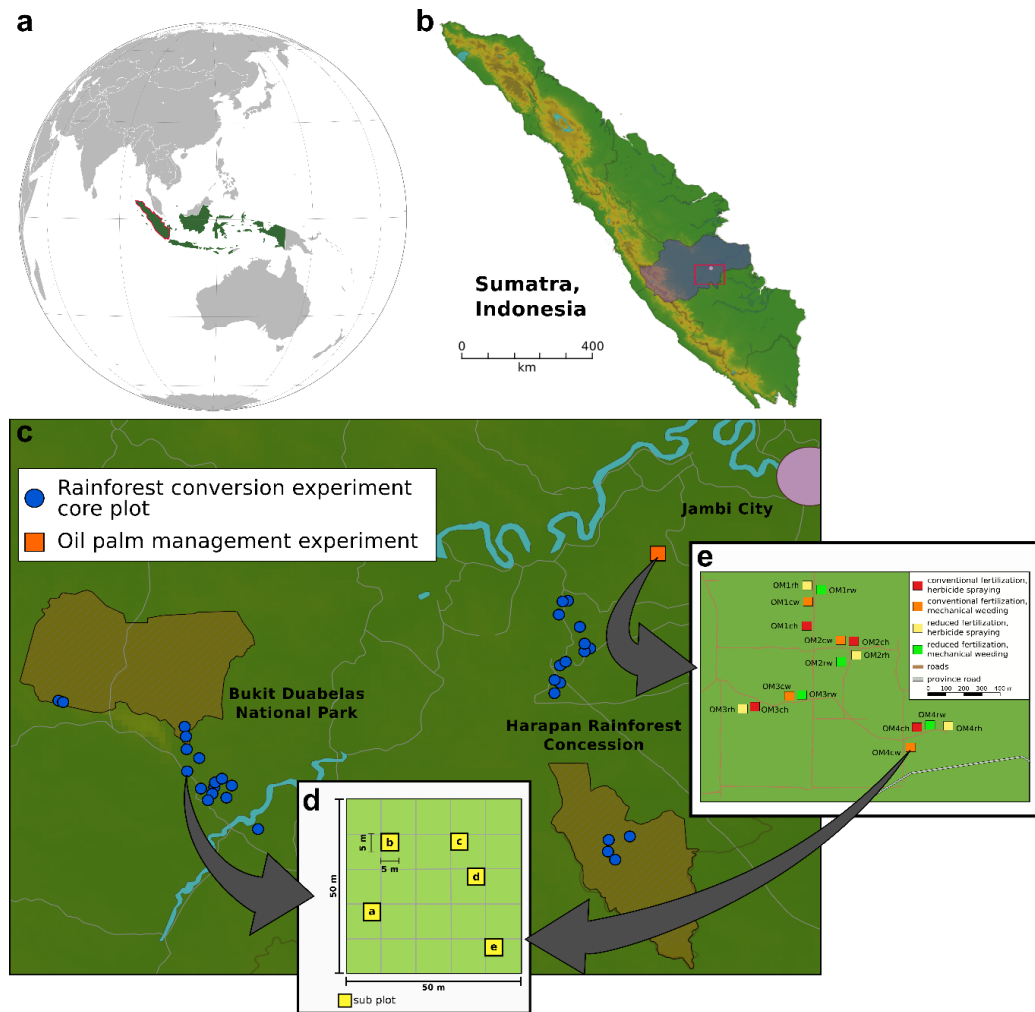 a
b
Sumatra,
Indonesia
0
400
km
c
Rainforest conversion experiment
core plot
Oil palm management experiment
Jambi City
Bukit Duabelas
National Park
Harapan Rainforest
Concession
e
OM1rh
OM1rw
OM1cw
OM1ch
OM2cw
OM2ch
OM2rh
OM2rw
OM3cw
OM3rw
OM3rh
OM3ch
OM4rw
OM4ch
OM4rh
OM4cw
conventional fertilization,
herbicide spraying
conventional fertilization,
mechanical weeding
reduced fertilization,
herbicide spraying
reduced fertilization,
mechanical weeding
roads
province road
0 100 200 300 400 m
d
50 m
5 m
b
c
5 m
d
a
e
50 m
sub plot